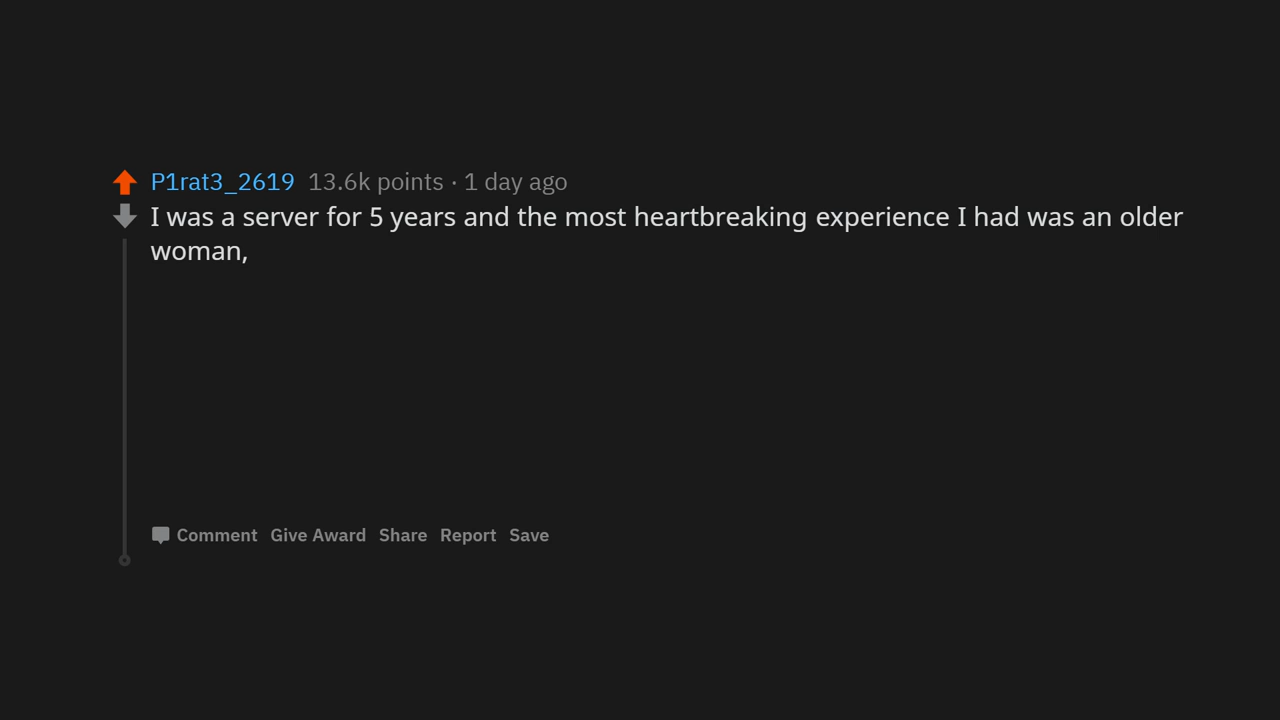 P1rat3_2619 13.6k points · 1 day ago
I was a server for 5 years and the most heartbreaking experience I had was an older
woman,
Comment Give Award Share Report Save